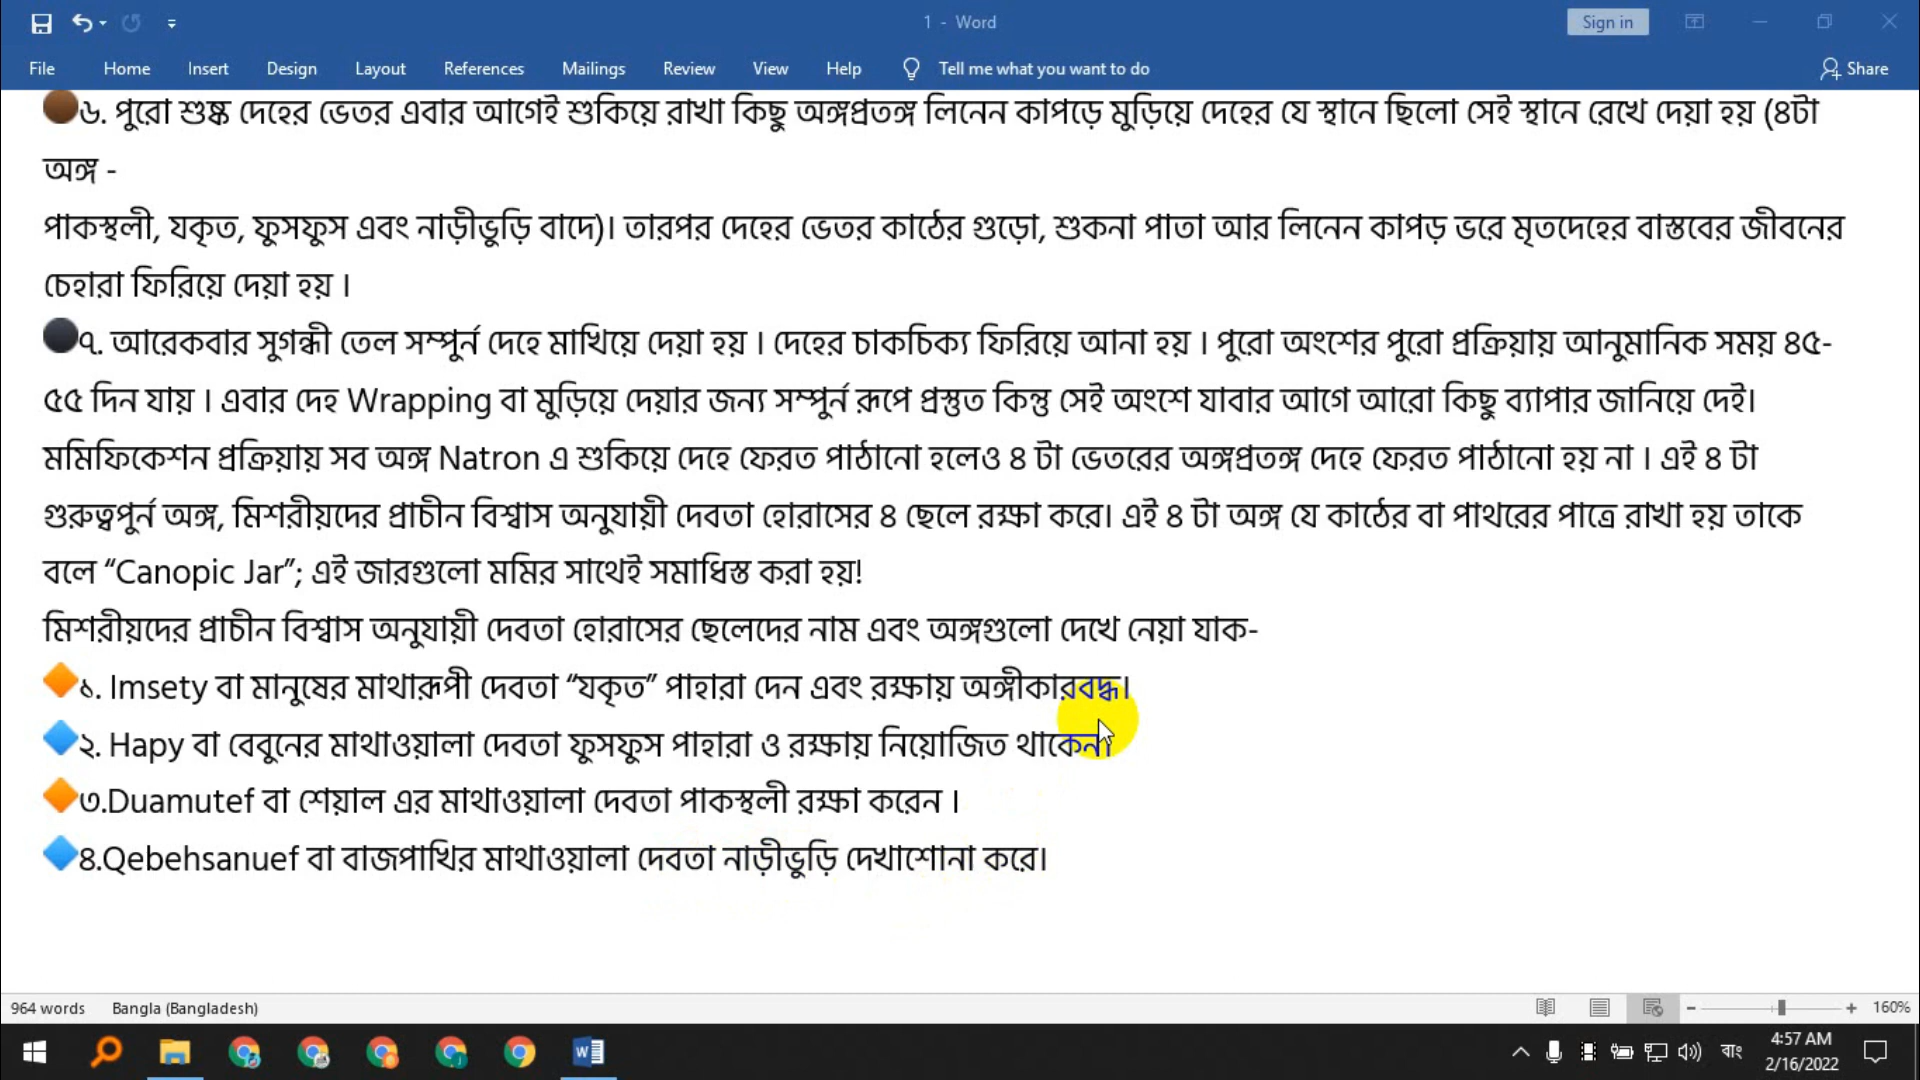 1 - Word
Sign in
File Home Insert Design Layout References Mailings Review View Help Tell me what you want to do Share
৬. পুরো শুষ্ক দেহের ভেতর এবার আগেই শুকিয়ে রাখা কিছু অঙ্গপ্রতঙ্গ লিনেন কাপড়ে মুড়িয়ে দেহের যে স্থানে ছিলো সেই স্থানে রেখে দেয়া হয় (৪টা
অঙ্গ -
পাকস্থলী, যকৃত, ফুসফুস এবং নাড়ীভুড়ি বাদে)। তারপর দেহের ভেতর কাঠের গুড়ো, শুকনা পাতা আর লিনেন কাপড় ভরে মৃতদেহের বাস্তবের জীবনের
চেহারা ফিরিয়ে দেয়া হয় ।
৭. আরেকবার সুগন্ধী তেল সম্পুর্ন দেহে মাখিয়ে দেয়া হয় । দেহের চাকচিক্য ফিরিয়ে আনা হয় । পুরো অংশের পুরো প্রক্রিয়ায় আনুমানিক সময় ৪৫-
৫৫ দিন যায় । এবার দেহ Wrapping বা মুড়িয়ে দেয়ার জন্য সম্পুর্ন রূপে প্রস্তুত কিন্তু সেই অংশে যাবার আগে আরো কিছু ব্যাপার জানিয়ে দেই।
মমিফিকেশন প্রক্রিয়ায় সব অঙ্গ Natron এ শুকিয়ে দেহে ফেরত পাঠানো হলেও ৪ টা ভেতরের অঙ্গপ্রতঙ্গ দেহে ফেরত পাঠানো হয় না । এই ৪ টা
গুরুত্বপুর্ন অঙ্গ, মিশরীয়দের প্রাচীন বিশ্বাস অনুযায়ী দেবতা হোরাসের ৪ ছেলে রক্ষা করে। এই ৪ টা অঙ্গ যে কাঠের বা পাথরের পাত্রে রাখা হয় তাকে
বলে “Canopic Jar”; এই জারগুলো মমির সাথেই সমাধিস্ত করা হয়!
মিশরীয়দের প্রাচীন বিশ্বাস অনুযায়ী দেবতা হোরাসের ছেলেদের নাম এবং অঙ্গগুলো দেখে নেয়া যাক-
১. Imsety বা মানুষের মাথারূপী দেবতা “যকৃত” পাহারা দেন এবং রক্ষায় অঙ্গীকারবদ্ধ।
২. Hapy বা বেবুনের মাথাওয়ালা দেবতা ফুসফুস পাহারা ও রক্ষায় নিয়োজিত থাকেন।
৩.Duamutef বা শেয়াল এর মাথাওয়ালা দেবতা পাকস্থলী রক্ষা করেন ।
৪.Qebehsanuef বা বাজপাখির মাথাওয়ালা দেবতা নাড়ীভুড়ি দেখাশোনা করে।
964 words Bangla (Bangladesh) 160%
বাং 4:57 AM
2/16/2022